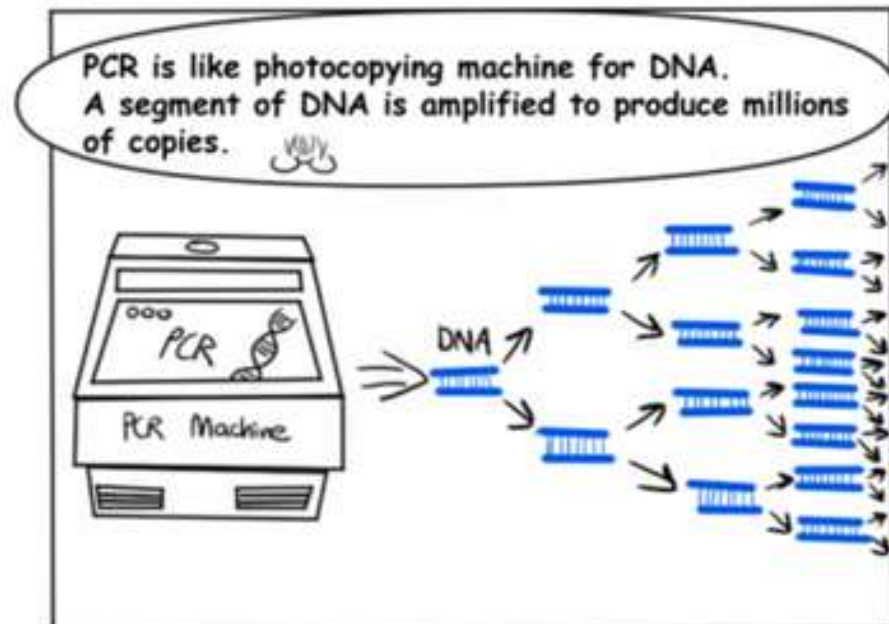 PCR is like photocopying machine for DNA.
A segment of DNA is amplified to produce millions
of copies.
DNA
PCR
PCR Machine